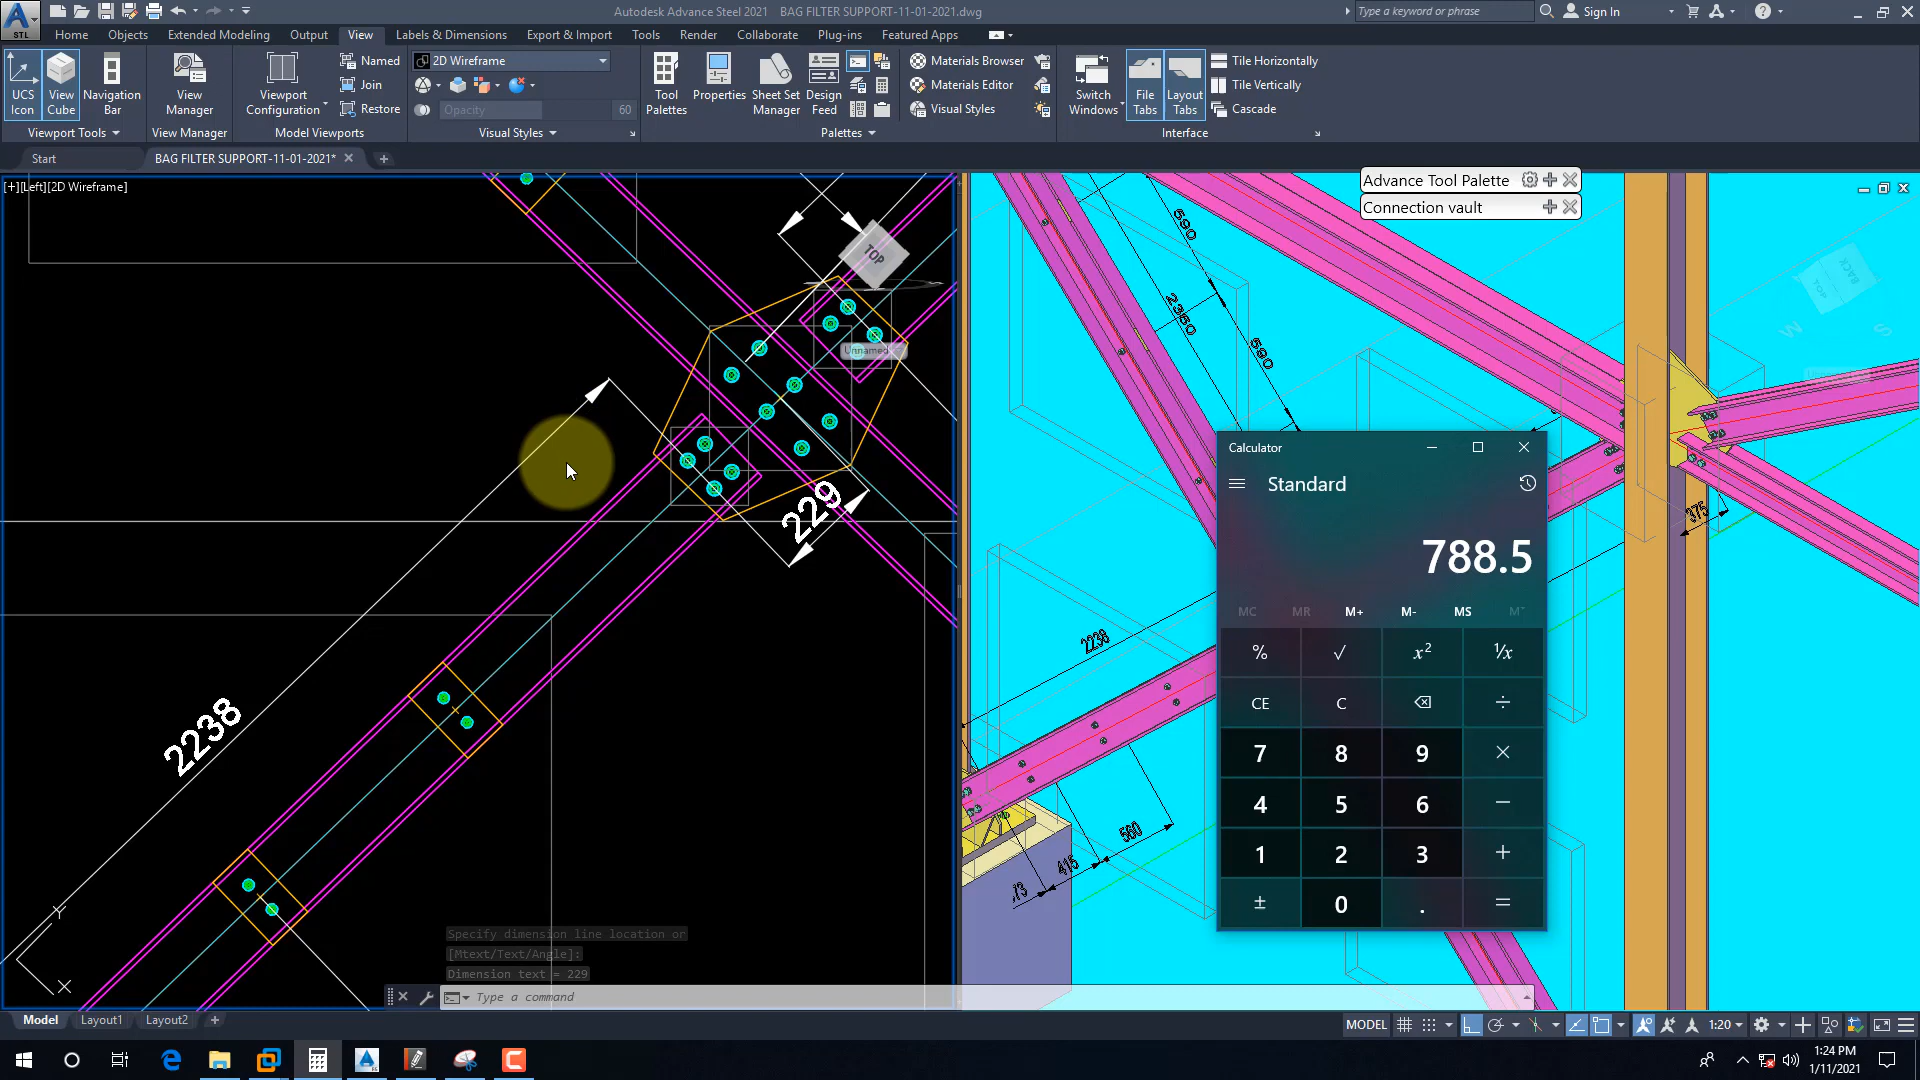 Autodesk Advance Steel 2021 BAG FILTER SUPPORT-11-01-2021.dwg
Type a keyword or phrase
Sign In
STL
Home Objects Extended Modeling Output View Labels & Dimensions Export & Import Tools Render Collaborate Plug-ins Featured Apps
UCS Icon
View Cube
Navigation Bar
Viewport Tools
View Manager
View Manager
Viewport Configuration
Named
Join
Restore
Model Viewports
2D Wireframe
Opacity 60
Visual Styles
Tool Palettes
Properties
Sheet Set Manager
Design Feed
Palettes
Materials Browser
Materials Editor
Visual Styles
Switch Windows
File Tabs
Layout Tabs
Tile Horizontally
Tile Vertically
Cascade
Interface
Start
BAG FILTER SUPPORT-11-01-2021*
[+][Left][2D Wireframe]
TOP
Unnamed
229
2238
Y
X
Specify dimension line location or
[Mtext/Text/Angle]:
Dimension text = 229
Type a command
Advance Tool Palette
Connection vault
590
2360
590
BACK
TOP
W
S
375
2238
560
415
Calculator
Standard
788.5
MC MR M+ M- MS
% √ x² ¹/x
CE C ÷
7 8 9 ×
4 5 6 −
1 2 3 +
± 0 . =
Model Layout1 Layout2
MODEL
1:20
1:24 PM
1/11/2021